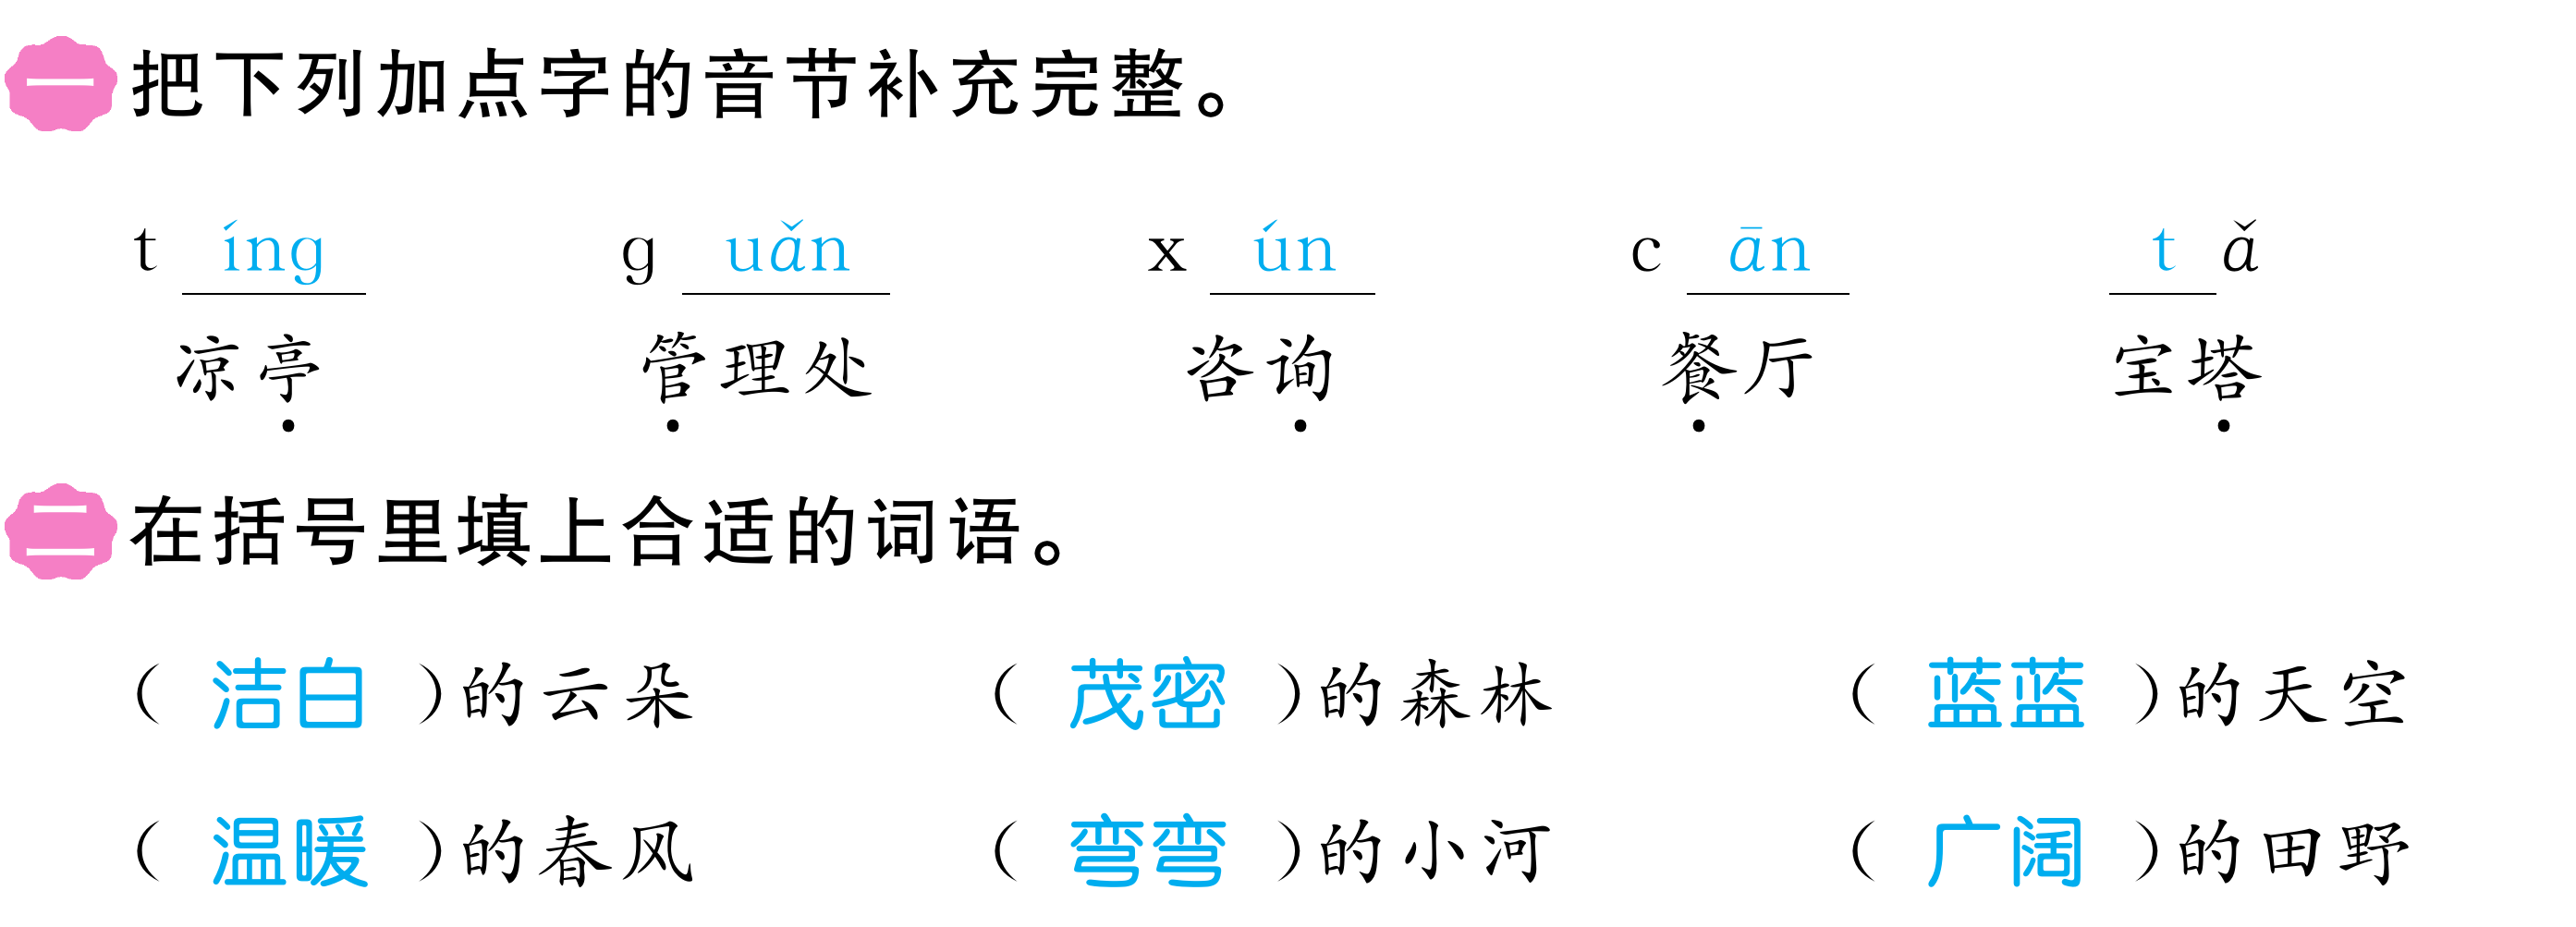 一 把下列加点字的音节补充完整。
t íng g uǎn x ún c ān t ǎ
凉亭 管理处 咨询 餐厅 宝塔
二 在括号里填上合适的词语。
（ 洁白 ）的云朵 （ 茂密 ）的森林 （ 蓝蓝 ）的天空
（ 温暖 ）的春风 （ 弯弯 ）的小河 （ 广阔 ）的田野